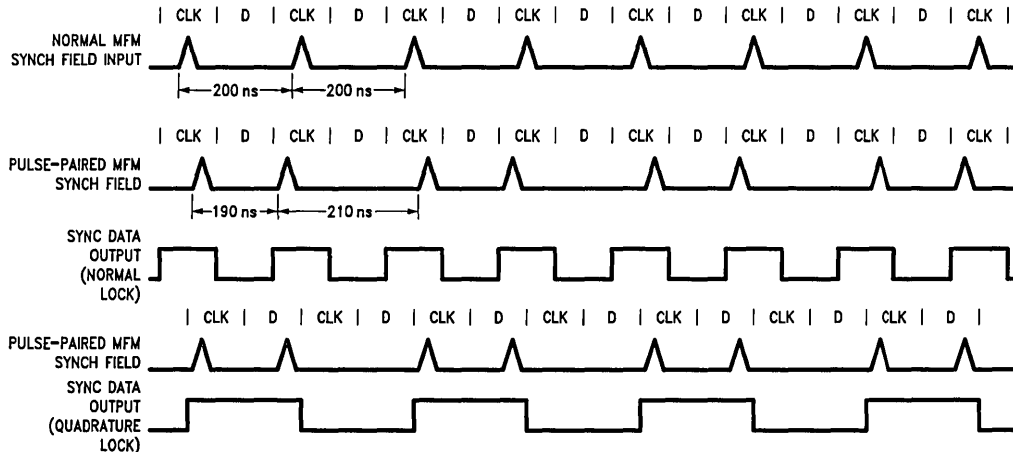 | CLK | D | CLK | D | CLK | D | CLK | D | CLK | D | CLK | D | CLK | D | CLK | D |
NORMAL MFM
SYNCH FIELD INPUT
200 ns 200 ns
| CLK | D | CLK | D | CLK | D | CLK | D | CLK | D | CLK | D | CLK | D | CLK | D |
PULSE-PAIRED MFM
SYNCH FIELD
190 ns 210 ns
SYNC DATA
OUTPUT
(NORMAL
LOCK)
| CLK | D | CLK | D | CLK | D | CLK | D | CLK | D | CLK | D | CLK | D |
PULSE-PAIRED MFM
SYNCH FIELD
SYNC DATA
OUTPUT
(QUADRATURE
LOCK)